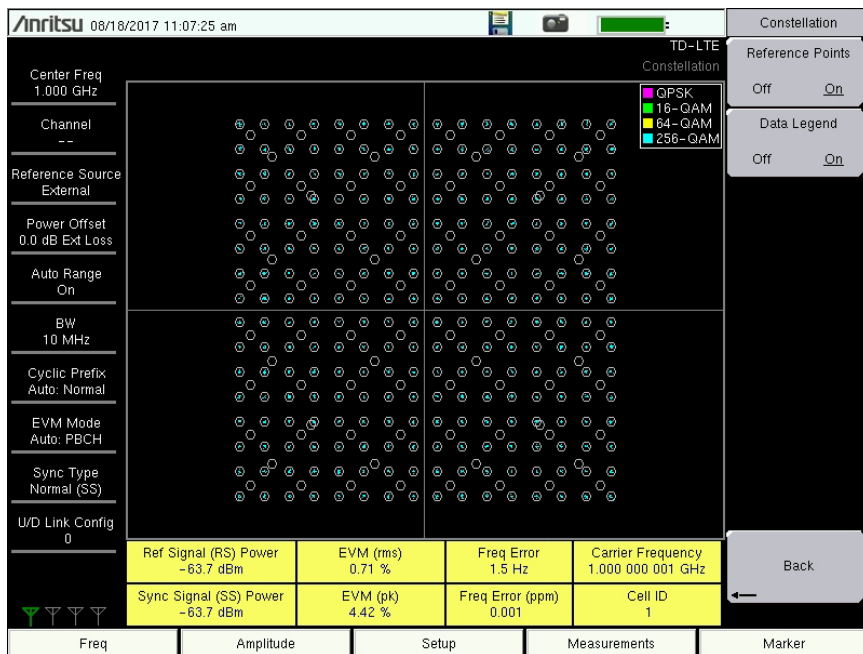 /Inritsu 08/18/2017 11:07:25 am
TD-LTE
Constellation
Center Freq
1.000 GHz
Channel
--
Reference Source
External
Power Offset
0.0 dB Ext Loss
Auto Range
On
BW
10 MHz
Cyclic Prefix
Auto: Normal
EVM Mode
Auto: PBCH
Sync Type
Normal (SS)
U/D Link Config
0
QPSK
16-QAM
64-QAM
256-QAM
Ref Signal (RS) Power
-63.7 dBm
EVM (rms)
0.71 %
Freq Error
1.5 Hz
Carrier Frequency
1.000 000 001 GHz
Sync Signal (SS) Power
-63.7 dBm
EVM (pk)
4.42 %
Freq Error (ppm)
0.001
Cell ID
1
Constellation
Reference Points
Off On
Data Legend
Off On
Back
Freq Amplitude Setup Measurements Marker